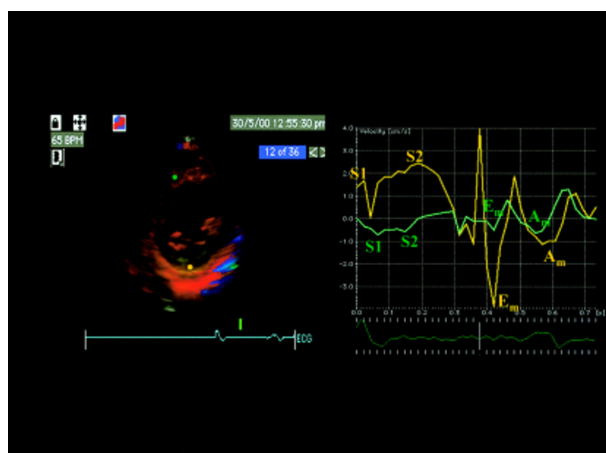 30/5/00 12:55:30 pm
65 BPM
12 of 36
ECG
Velocity [cm/s]
4.0
3.0
2.0
1.0
0.0
-1.0
-3.0
S1
S2
S1
S2
Em
Am
Em
Am
0.0 0.1 0.2 0.3 0.4 0.5 0.6 0.7 [s]